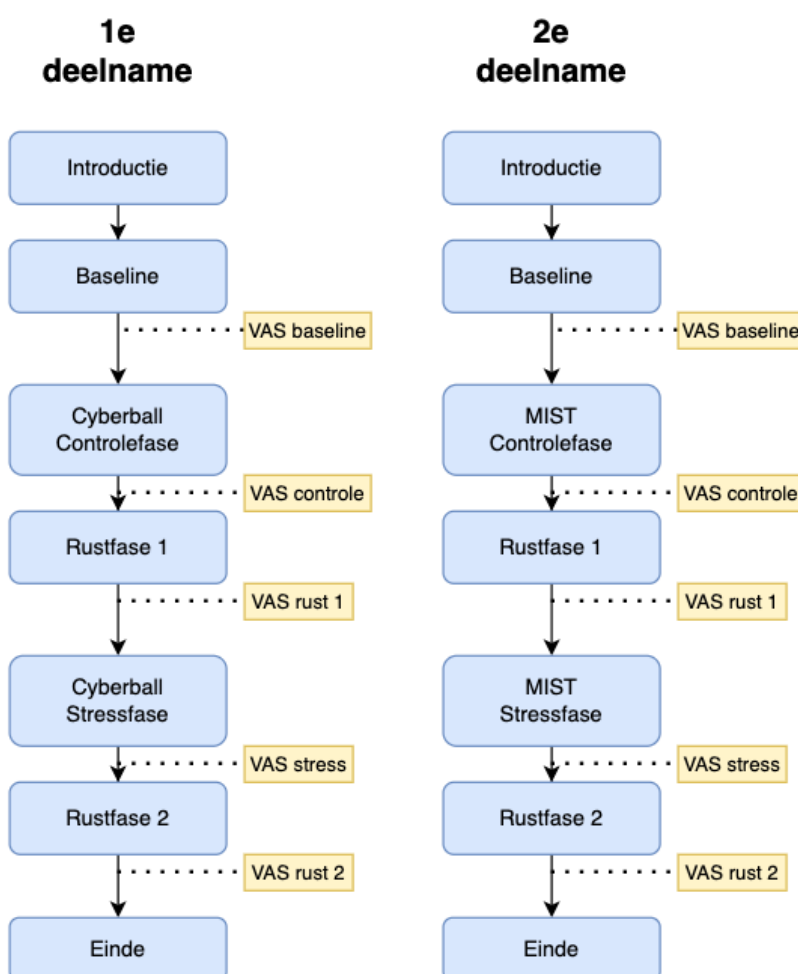 1e
deelname
Introductie
Baseline
VAS baseline
Cyberball
Controlefase
VAS controle
Rustfase 1
VAS rust 1
Cyberball
Stressfase
VAS stress
Rustfase 2
VAS rust 2
Einde
2e
deelname
Introductie
Baseline
VAS baseline
MIST
Controlefase
VAS controle
Rustfase 1
VAS rust 1
MIST
Stressfase
VAS stress
Rustfase 2
VAS rust 2
Einde